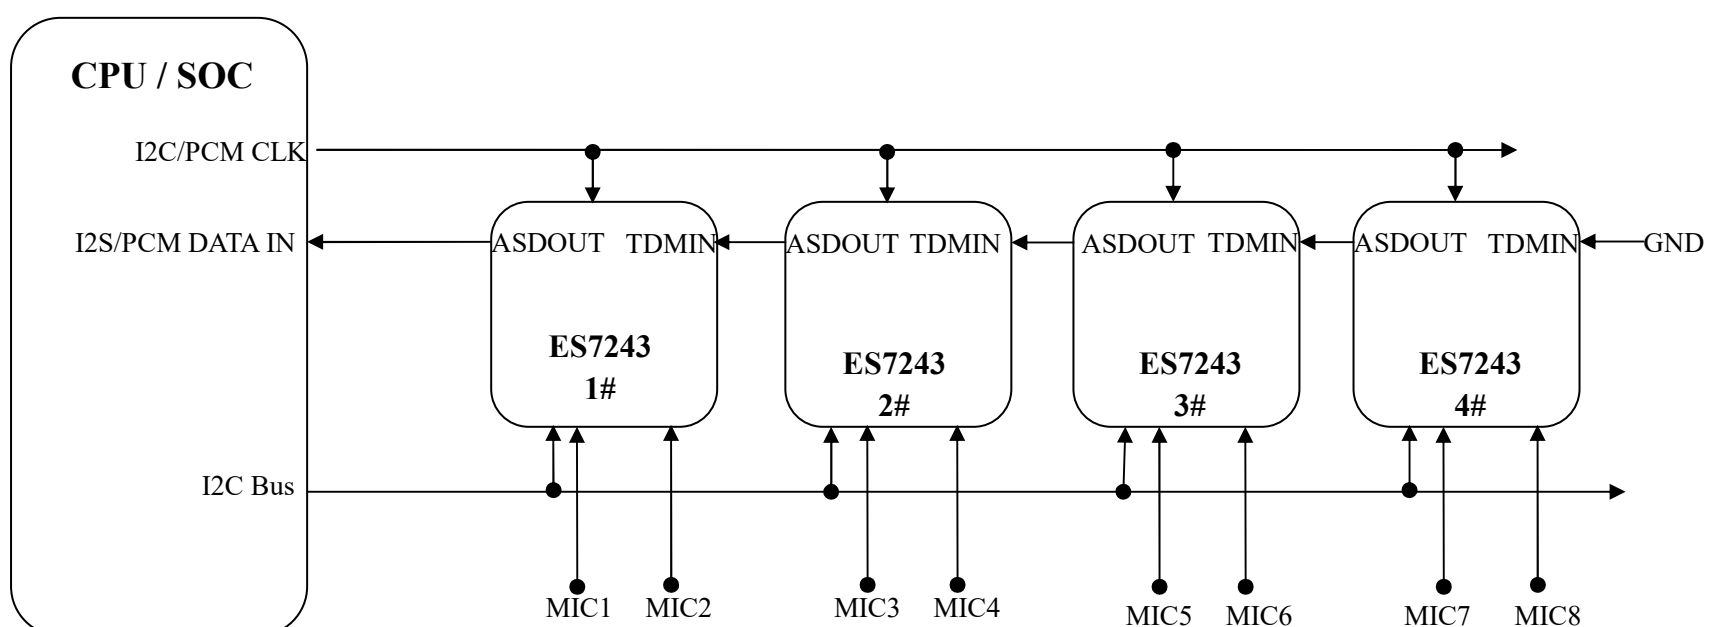 CPU / SOC
I2C/PCM CLK
I2S/PCM DATA IN
ASDOUT TDMIN
ASDOUT TDMIN
ASDOUT TDMIN
ASDOUT TDMIN
GND
ES7243
1#
ES7243
2#
ES7243
3#
ES7243
4#
I2C Bus
MIC1
MIC2
MIC3
MIC4
MIC5
MIC6
MIC7
MIC8